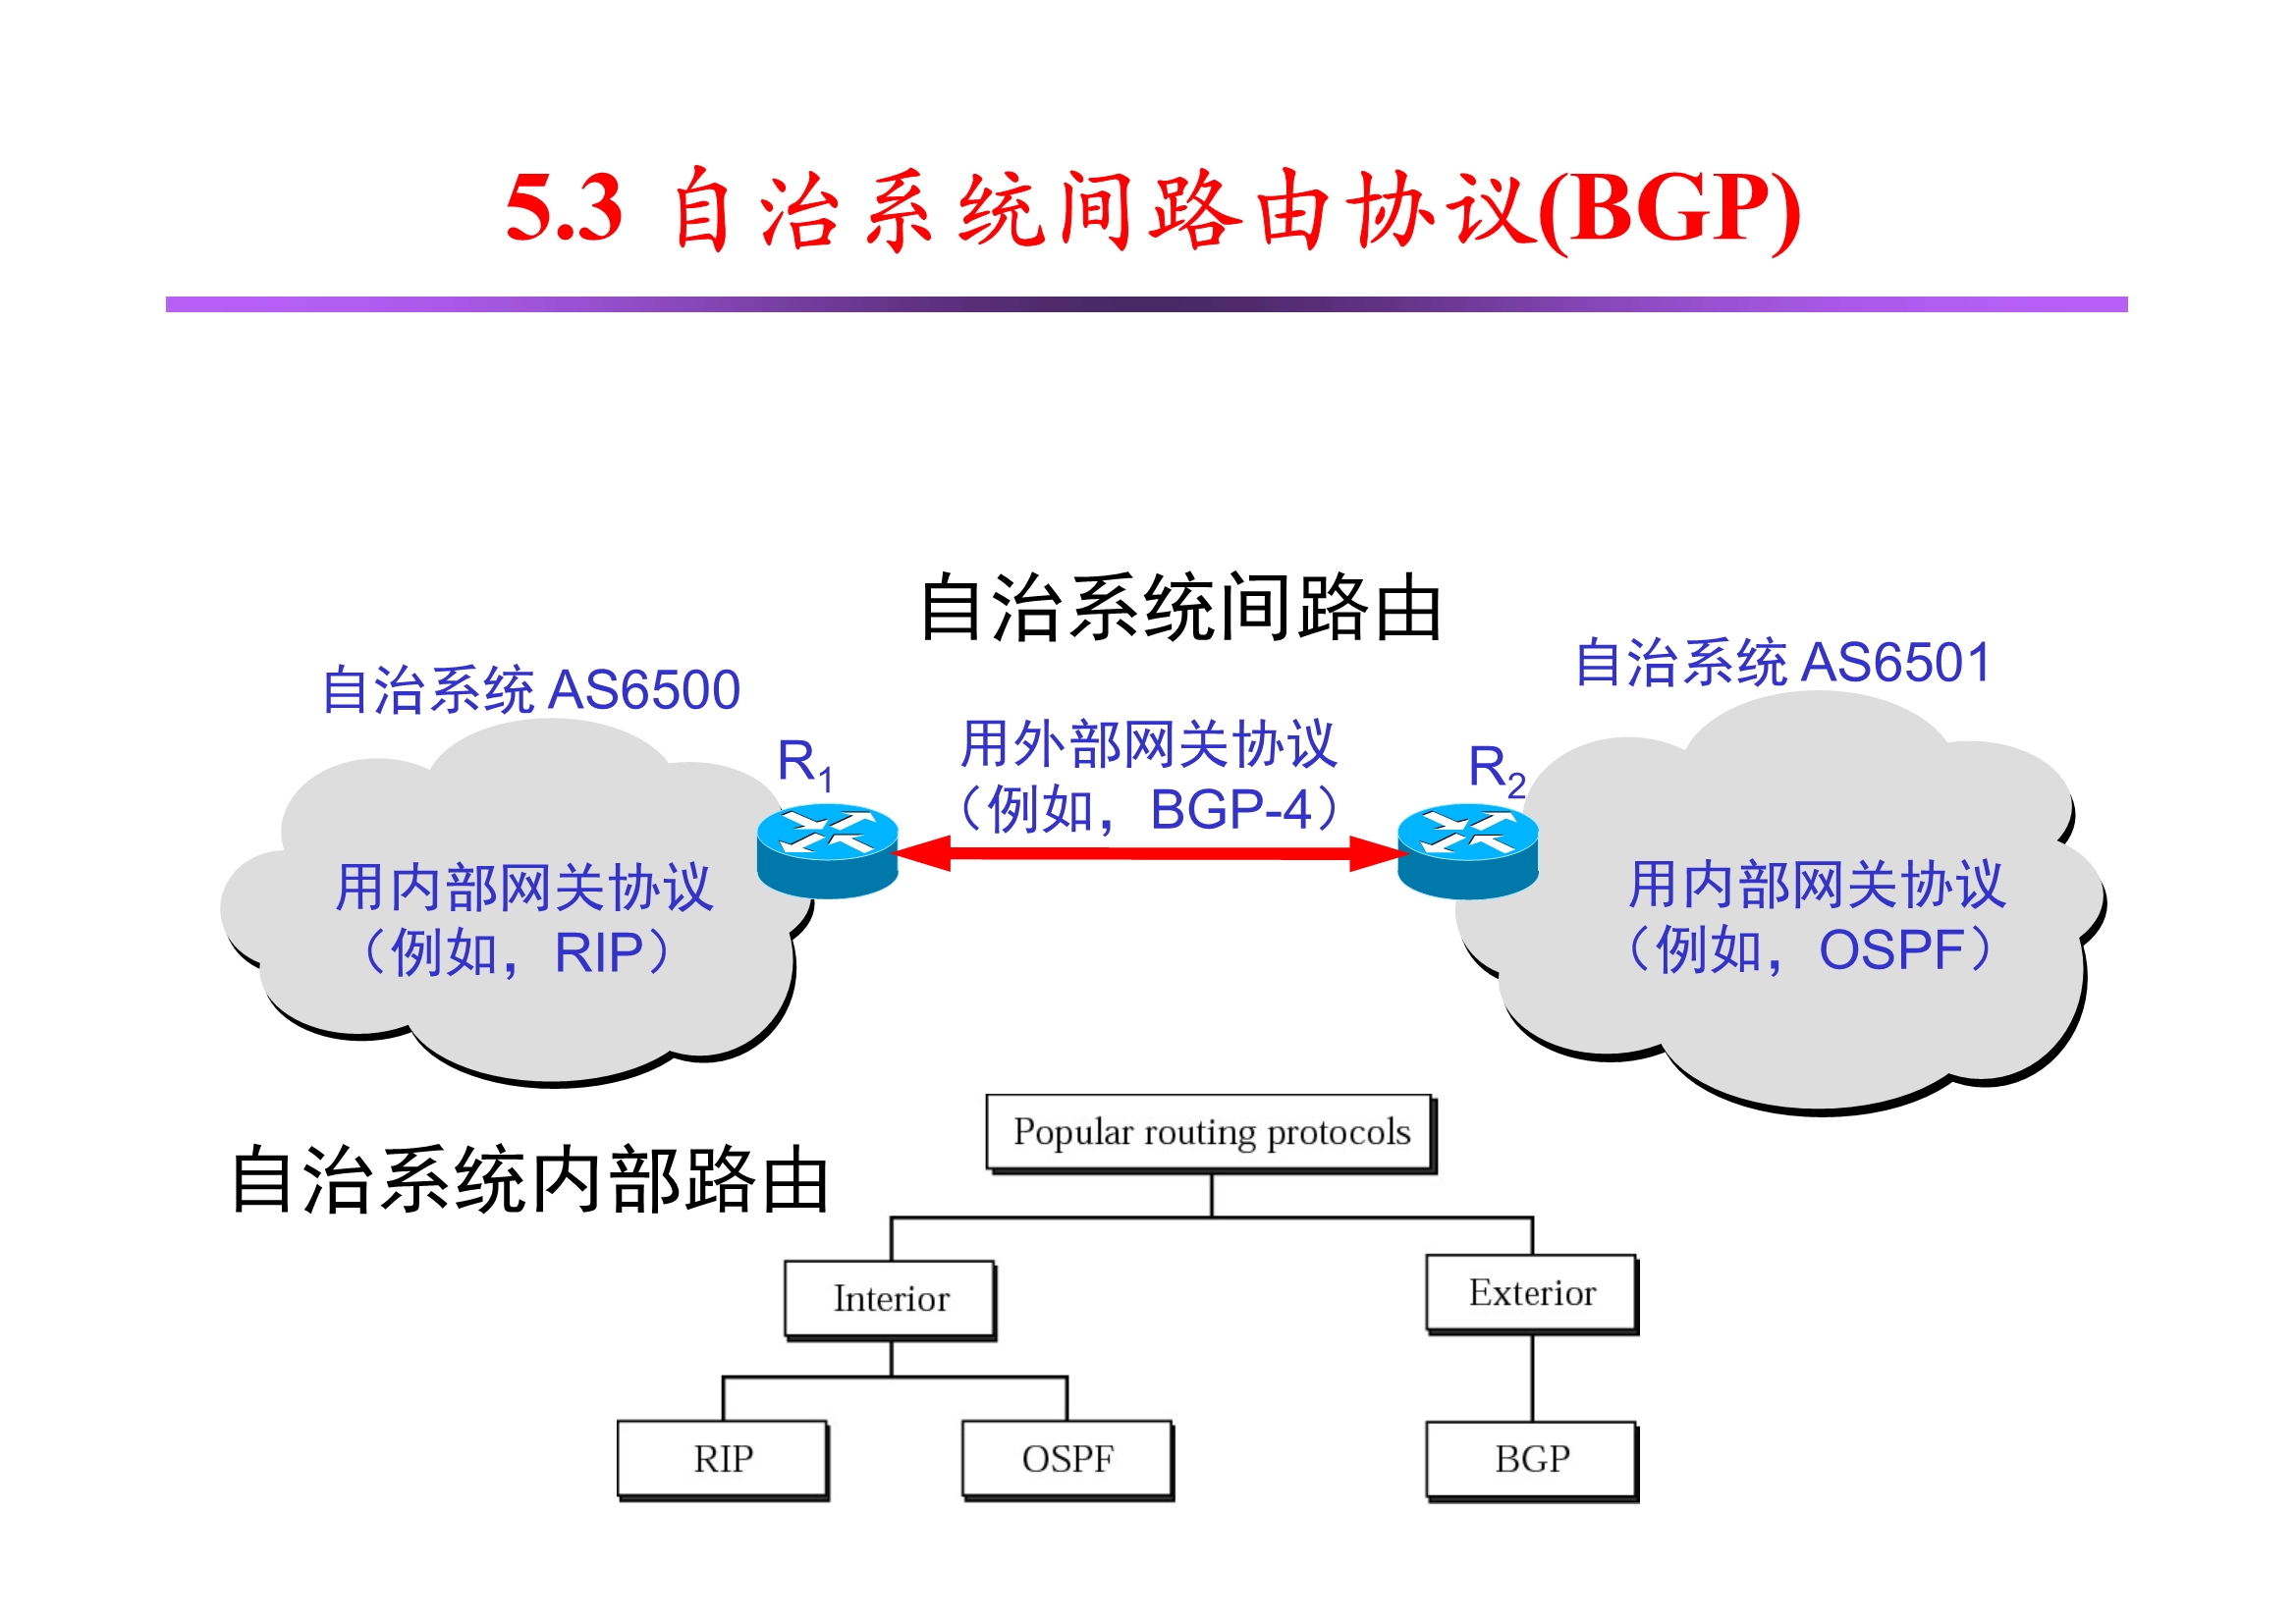 5.3 自治系统间路由协议(BGP)
自治系统间路由
自治系统 AS6500
自治系统 AS6501
R1
用外部网关协议
（例如，BGP-4）
R2
用内部网关协议
（例如，RIP）
用内部网关协议
（例如，OSPF）
自治系统内部路由
Popular routing protocols
Interior
Exterior
RIP
OSPF
BGP